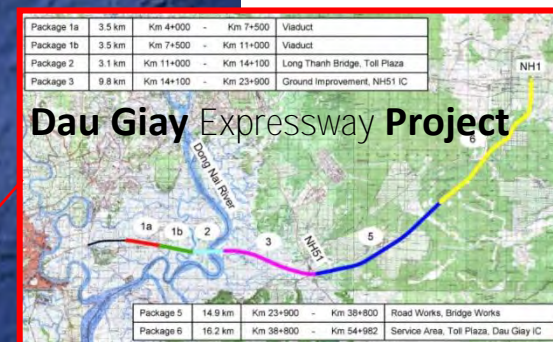 Package 1a 3.5 km Km 4+000 - Km 7+500 Viaduct
Package 1b 3.5 km Km 7+500 - Km 11+000 Viaduct
Package 2 3.1 km Km 11+000 - Km 14+100 Long Thanh Bridge, Toll Plaza
Package 3 9.8 km Km 14+100 - Km 23+900 Ground Improvement, NH51 IC
NH1
Dau Giay Expressway Project
6
Dong Nai River
1a
1b
2
3
NH51
5
Package 5 14.9 km Km 23+900 - Km 38+800 Road Works, Bridge Works
Package 6 16.2 km Km 38+800 - Km 54+982 Service Area, Toll Plaza, Dau Giay IC